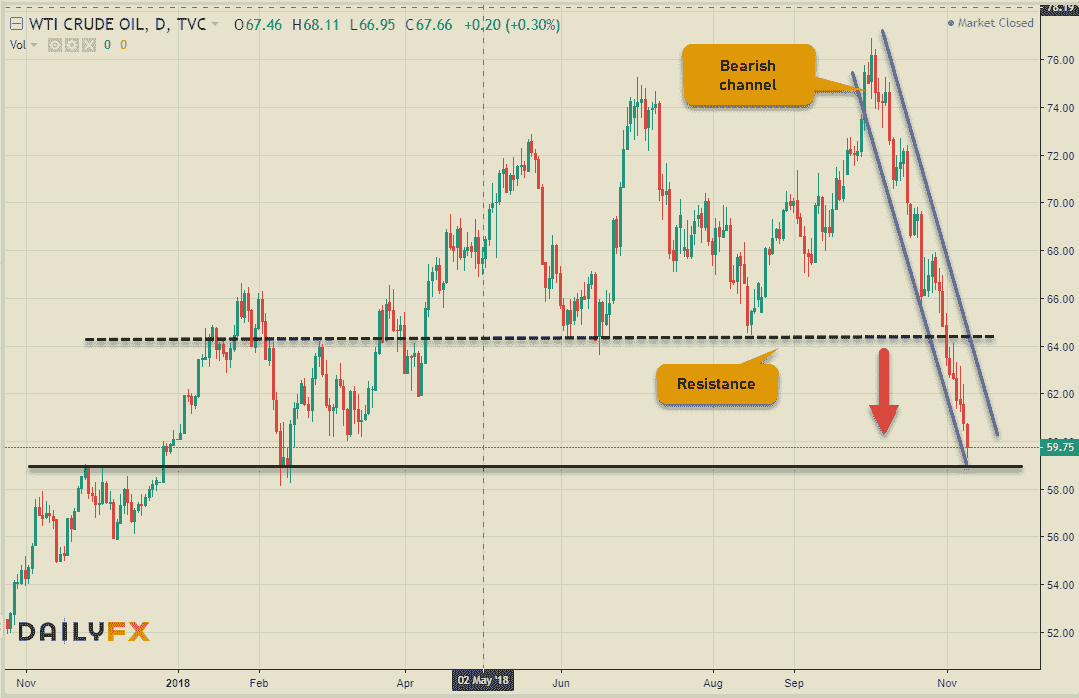 WTI CRUDE OIL, D, TVC O67.46 H68.11 L66.95 C67.66 +0.20 (+0.30%)
Market Closed
Vol 0 0
Bearish
channel
Resistance
76.00
74.00
72.00
70.00
68.00
66.00
64.00
62.00
59.75
58.00
56.00
54.00
52.00
DAILYFX
Nov 2018 Feb Apr 02 May '18 Jun Aug Sep Nov